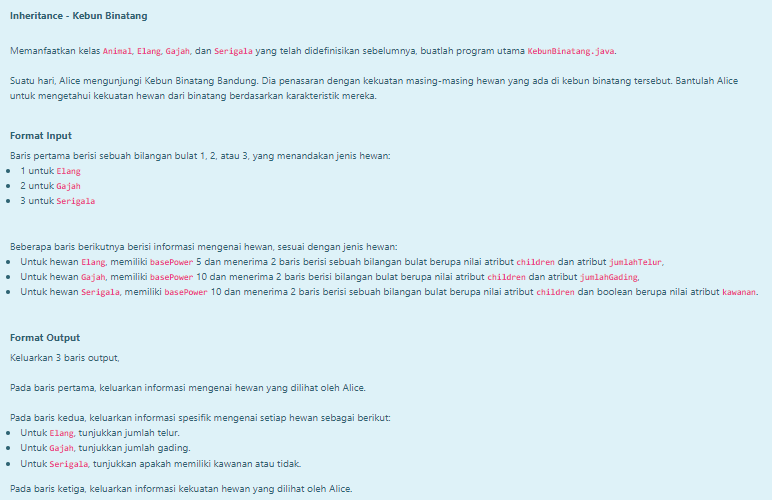 Inheritance - Kebun Binatang
Memanfaatkan kelas Animal, Elang, Gajah, dan Serigala yang telah didefinisikan sebelumnya, buatlah program utama KebunBinatang.java.
Suatu hari, Alice mengunjungi Kebun Binatang Bandung. Dia penasaran dengan kekuatan masing-masing hewan yang ada di kebun binatang tersebut. Bantulah Alice
untuk mengetahui kekuatan hewan dari binatang berdasarkan karakteristik mereka.
Format Input
Baris pertama berisi sebuah bilangan bulat 1, 2, atau 3, yang menandakan jenis hewan:
• 1 untuk Elang
• 2 untuk Gajah
• 3 untuk Serigala
Beberapa baris berikutnya berisi informasi mengenai hewan, sesuai dengan jenis hewan:
• Untuk hewan Elang, memiliki basePower 5 dan menerima 2 baris berisi sebuah bilangan bulat berupa nilai atribut children dan atribut jumlahTelur,
• Untuk hewan Gajah, memiliki basePower 10 dan menerima 2 baris berisi bilangan bulat berupa nilai atribut children dan atribut jumlahGading,
• Untuk hewan Serigala, memiliki basePower 10 dan menerima 2 baris berisi sebuah bilangan bulat berupa nilai atribut children dan boolean berupa nilai atribut kawanan.
Format Output
Keluarkan 3 baris output,
Pada baris pertama, keluarkan informasi mengenai hewan yang dilihat oleh Alice.
Pada baris kedua, keluarkan informasi spesifik mengenai setiap hewan sebagai berikut:
• Untuk Elang, tunjukkan jumlah telur.
• Untuk Gajah, tunjukkan jumlah gading.
• Untuk Serigala, tunjukkan apakah memiliki kawanan atau tidak.
Pada baris ketiga, keluarkan informasi kekuatan hewan yang dilihat oleh Alice.